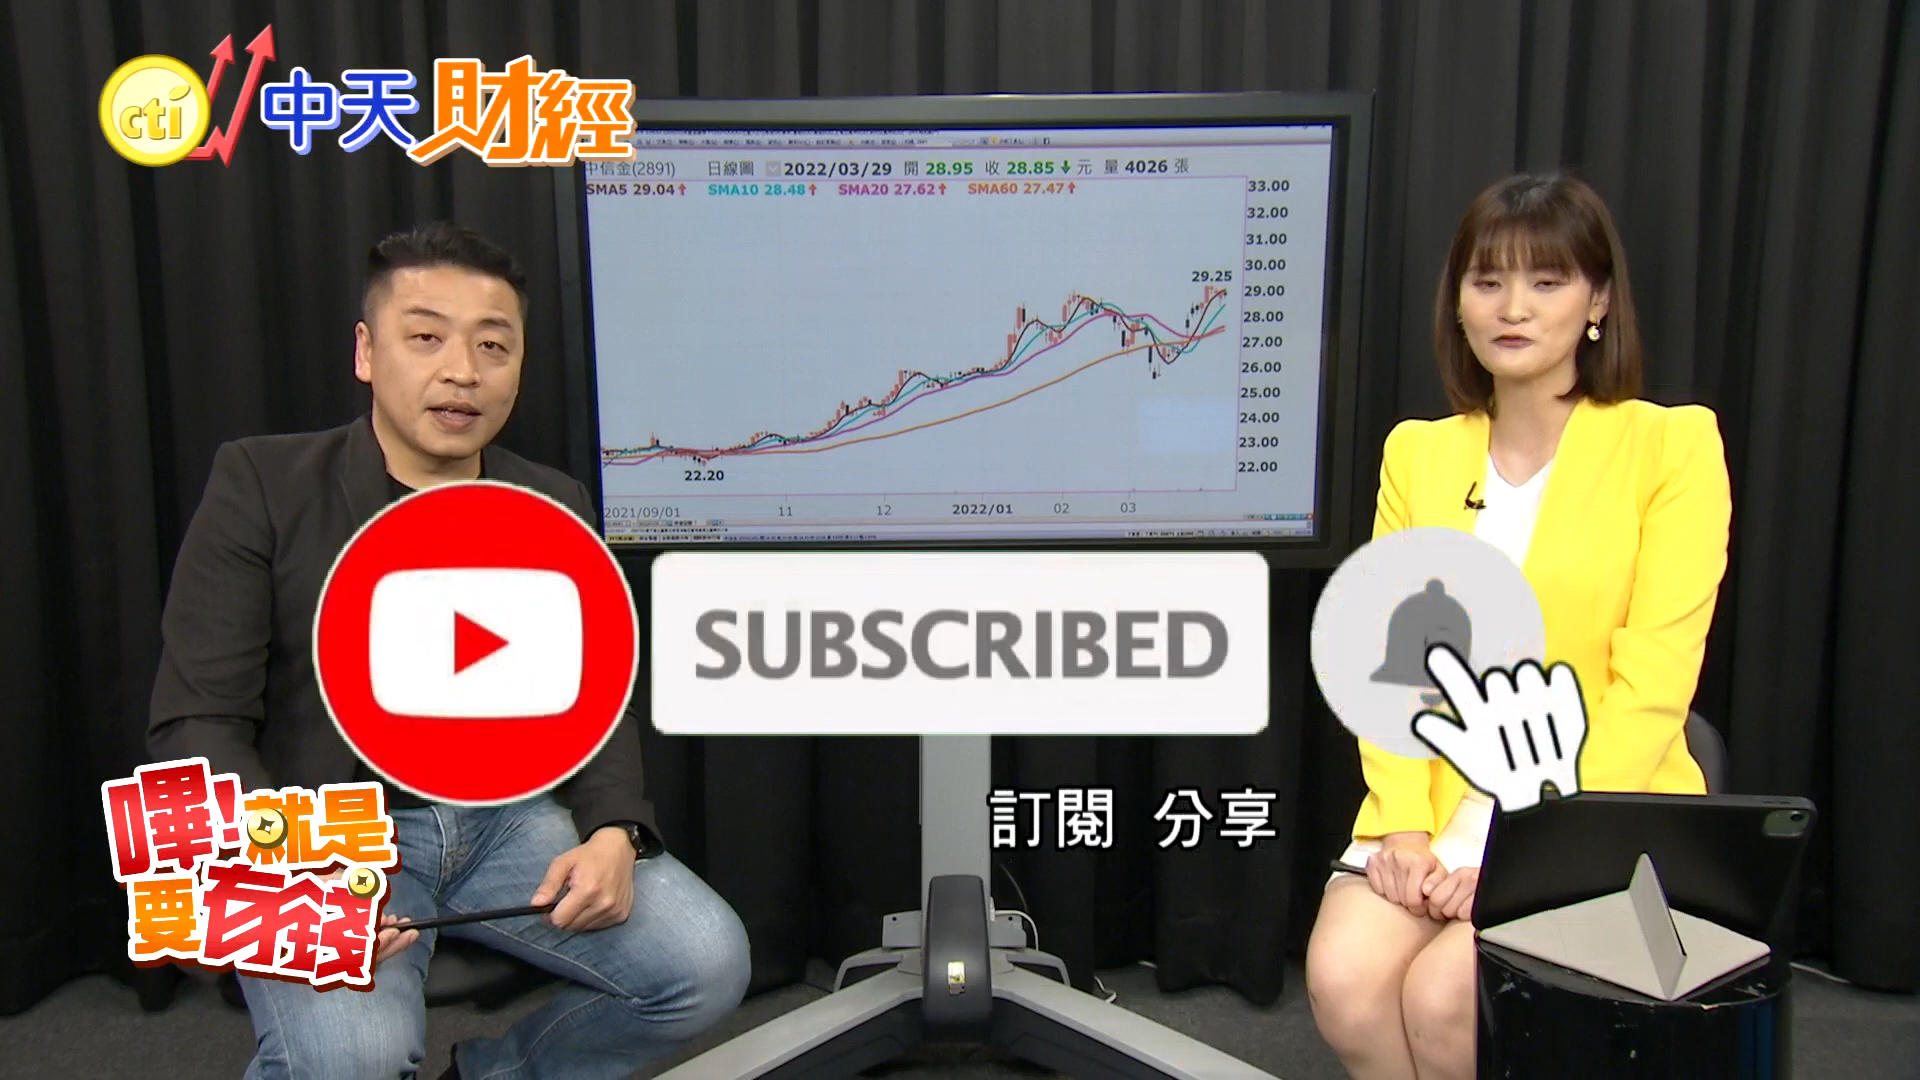 cti 中天財經
中信金(2891) 日線圖 2022/03/29 開 28.95 收 28.85 元 量 4026 張
SMA5 29.04 SMA10 28.48 SMA20 27.62 SMA60 27.47
33.00
32.00
31.00
30.00
29.25
29.00
28.00
27.00
26.00
25.00
24.00
23.00
22.00
22.20
2021/09/01 11 12 2022/01 02 03
SUBSCRIBED
訂閱 分享
嗶!就是
要有錢